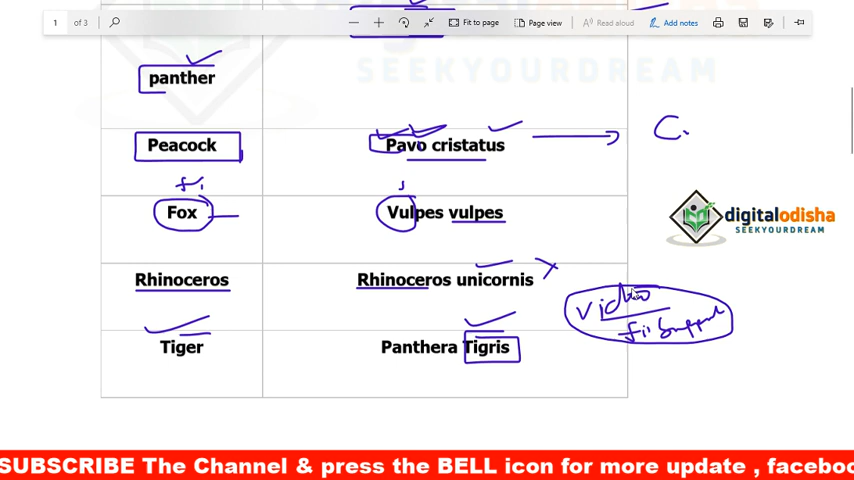 1 of 3 Fit to page Page view Read aloud Add notes
SEEKYOURDREAM
panther
Peacock Pavo cristatus C.
Fox Vulpes vulpes
digitalodisha
SEEKYOURDREAM
Rhinoceros Rhinoceros unicornis
Tiger Panthera Tigris
SUBSCRIBE The Channel & press the BELL icon for more update , faceboo